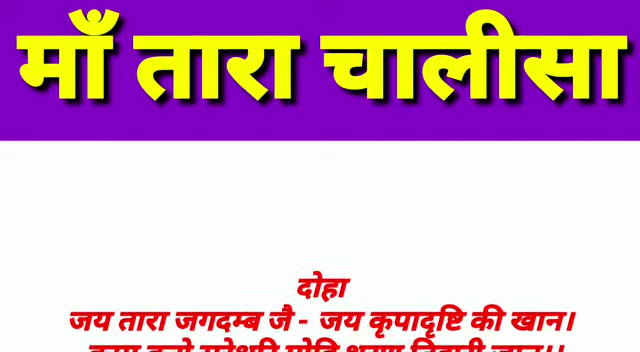 माँ तारा चालीसा
दोहा
जय तारा जगदम्ब जै - जय कृपादृष्टि की खान।